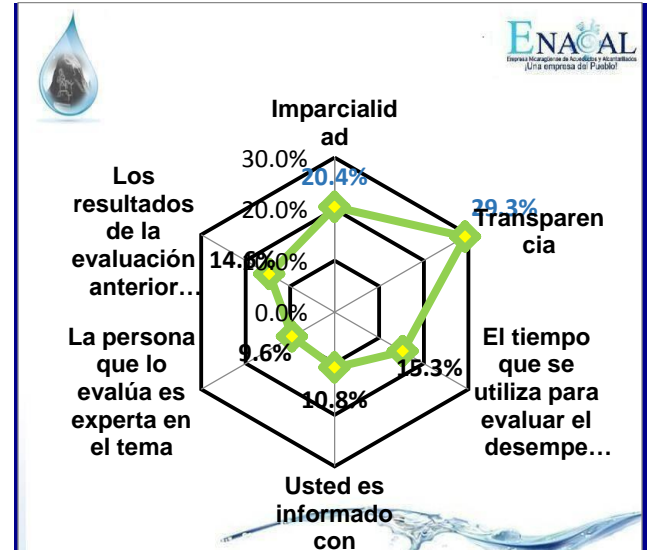 ENACAL
Empresa Nicaragüense de Acueductos y Alcantarillados
¡Una empresa del Pueblo!
Imparcialid
ad
30.0%
20.4%
29.3%
Transparen
cia
20.0%
Los
resultados
de la
evaluación
anterior…
10.0%
0.0%
La persona
que lo
evalúa es
experta en
el tema
9.6%
15.3%
El tiempo
que se
utiliza para
evaluar el
desempe…
10.8%
Usted es
informado
con